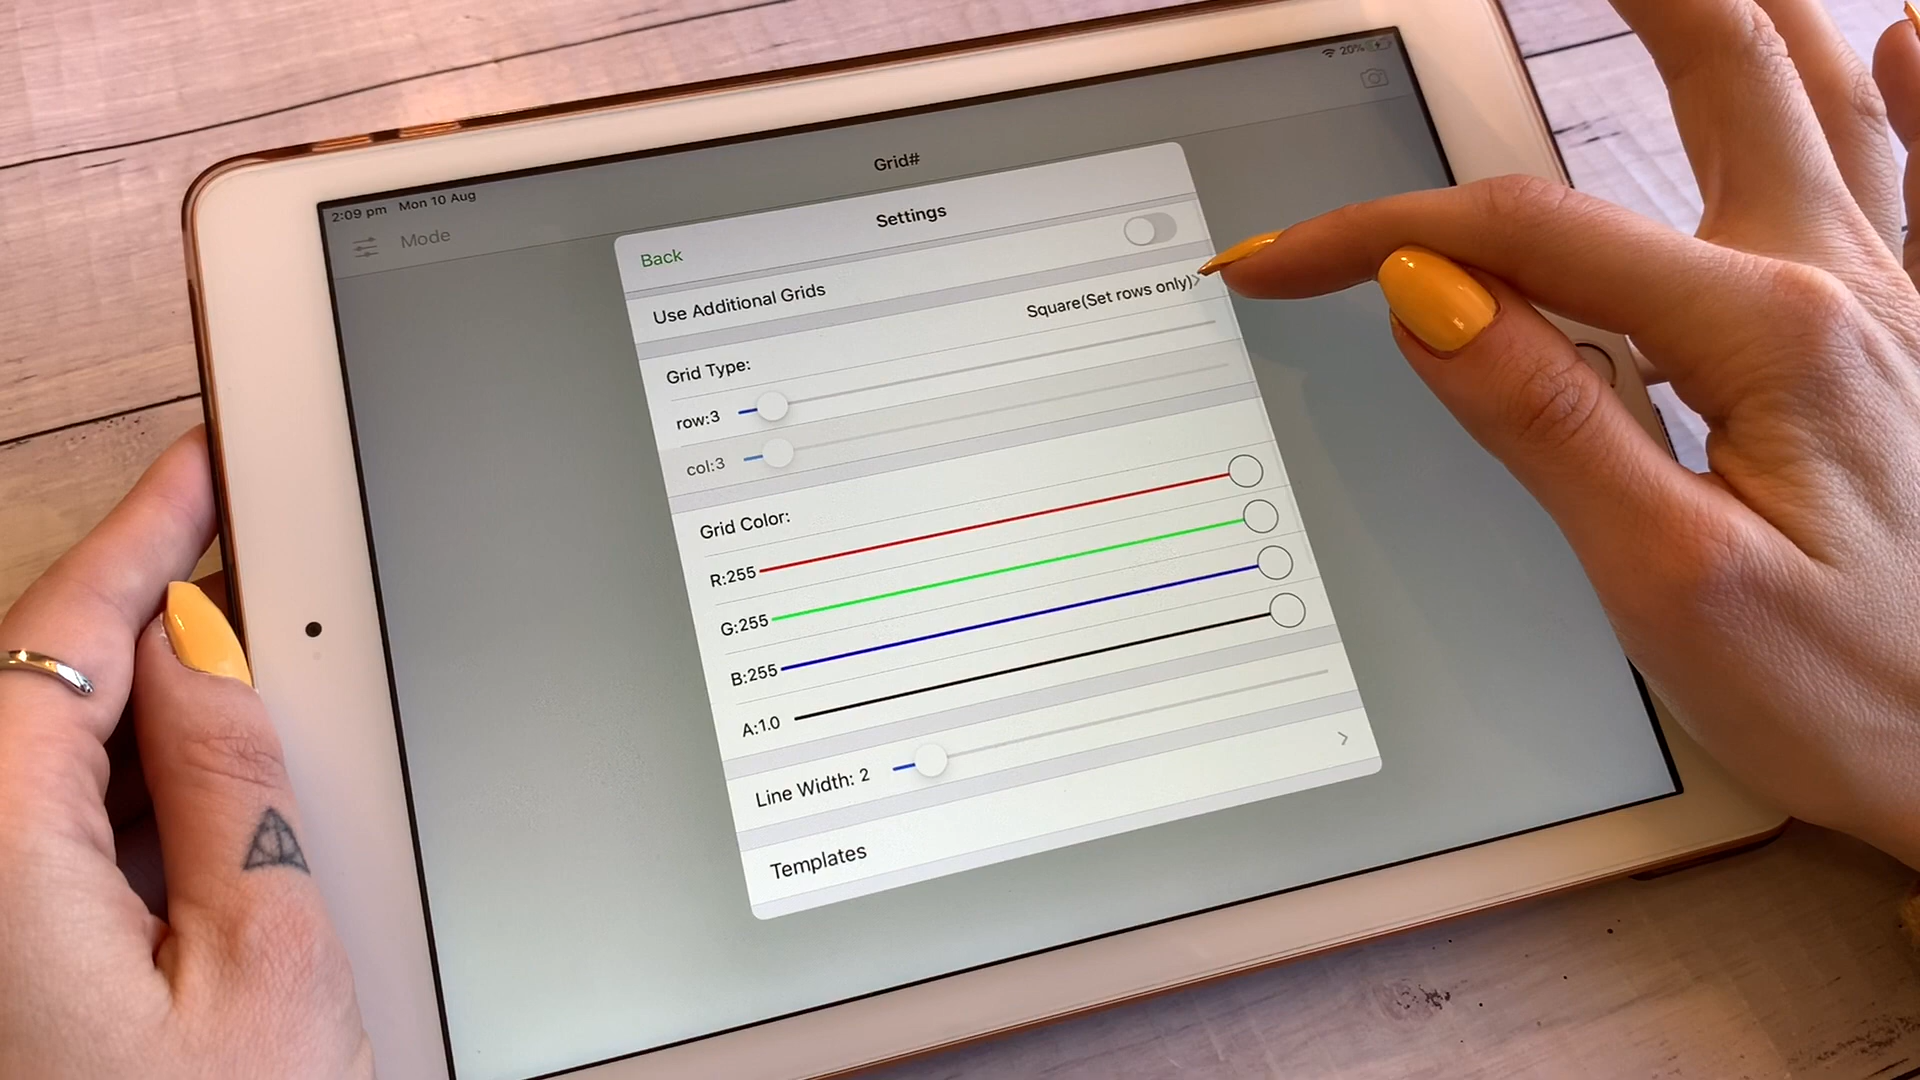 2:09 pm Mon 10 Aug
20%
Mode
Grid#
Back
Settings
Use Additional Grids
Grid Type:
Square(Set rows only)
row:3
col:3
Grid Color:
R:255
G:255
B:255
A:1.0
Line Width: 2
Templates